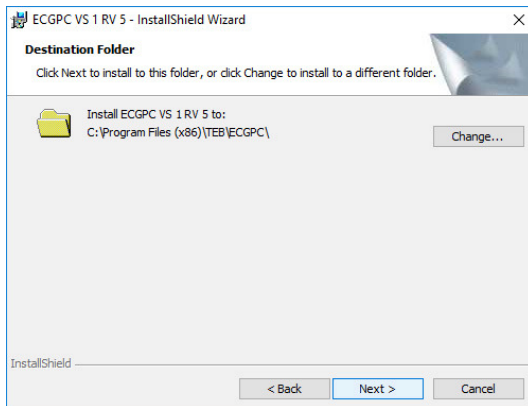 ECGPC VS 1 RV 5 - InstallShield Wizard
Destination Folder
Click Next to install to this folder, or click Change to install to a different folder.
Install ECGPC VS 1 RV 5 to:
C:\Program Files (x86)\TEB\ECGPC\
Change...
InstallShield
< Back
Next >
Cancel